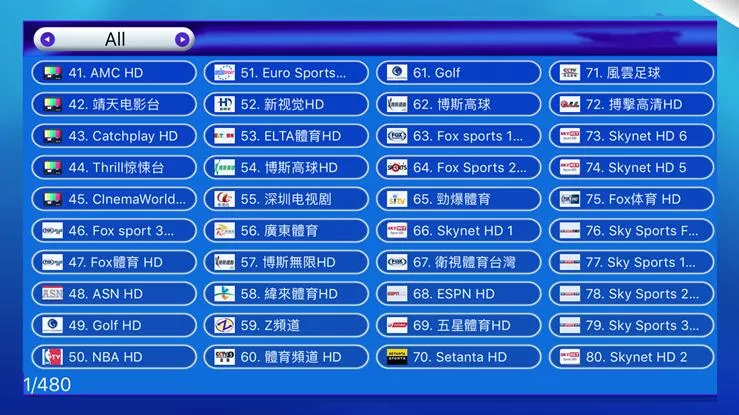 All
41. AMC HD
42. 靖天电影台
43. Catchplay HD
44. Thrill惊悚台
45. CInemaWorld...
46. Fox sport 3...
47. Fox體育 HD
48. ASN HD
49. Golf HD
50. NBA HD
51. Euro Sports...
52. 新视觉HD
53. ELTA體育HD
54. 博斯高球HD
55. 深圳电视剧
56. 廣東體育
57. 博斯無限HD
58. 緯來體育HD
59. Z頻道
60. 體育頻道 HD
61. Golf
62. 博斯高球
63. Fox sports 1...
64. Fox Sports 2...
65. 勁爆體育
66. Skynet HD 1
67. 衛視體育台灣
68. ESPN HD
69. 五星體育HD
70. Setanta HD
71. 風雲足球
72. 搏擊高清HD
73. Skynet HD 6
74. Skynet HD 5
75. Fox体育 HD
76. Sky Sports F...
77. Sky Sports 1...
78. Sky Sports 2...
79. Sky Sports 3...
80. Skynet HD 2
1/480